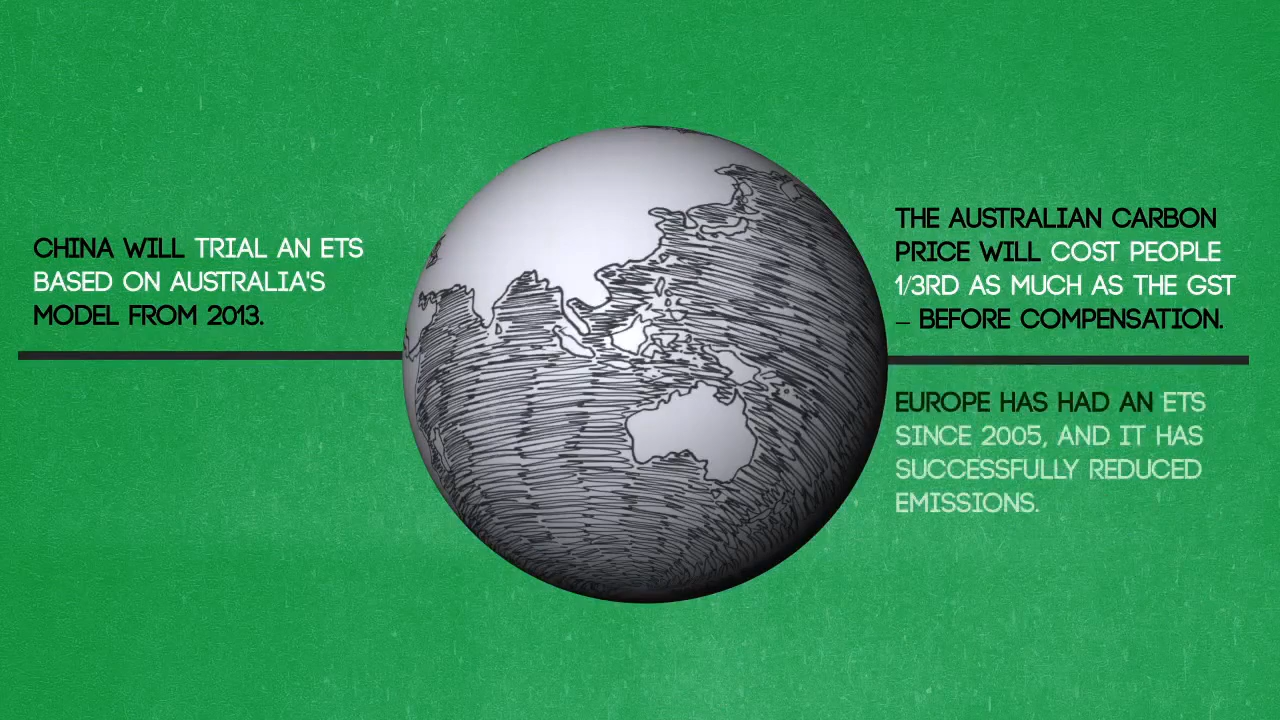 CHINA WILL TRIAL AN ETS
BASED ON AUSTRALIA'S
MODEL FROM 2013.
THE AUSTRALIAN CARBON
PRICE WILL COST PEOPLE
1/3RD AS MUCH AS THE GST
– BEFORE COMPENSATION.
EUROPE HAS HAD AN ETS
SINCE 2005, AND IT HAS
SUCCESSFULLY REDUCED
EMISSIONS.